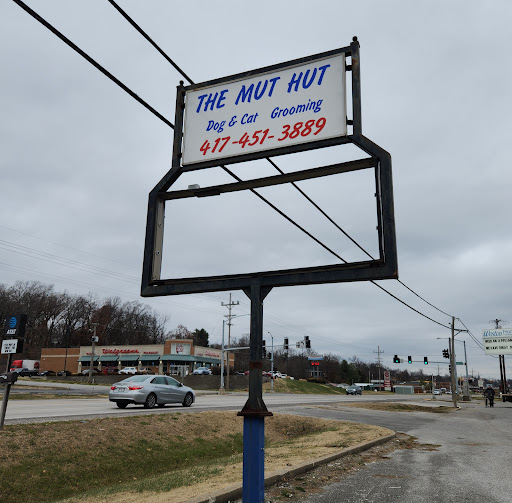 THE MUT HUT
Dog & Cat Grooming
417-451-3889
Walgreens